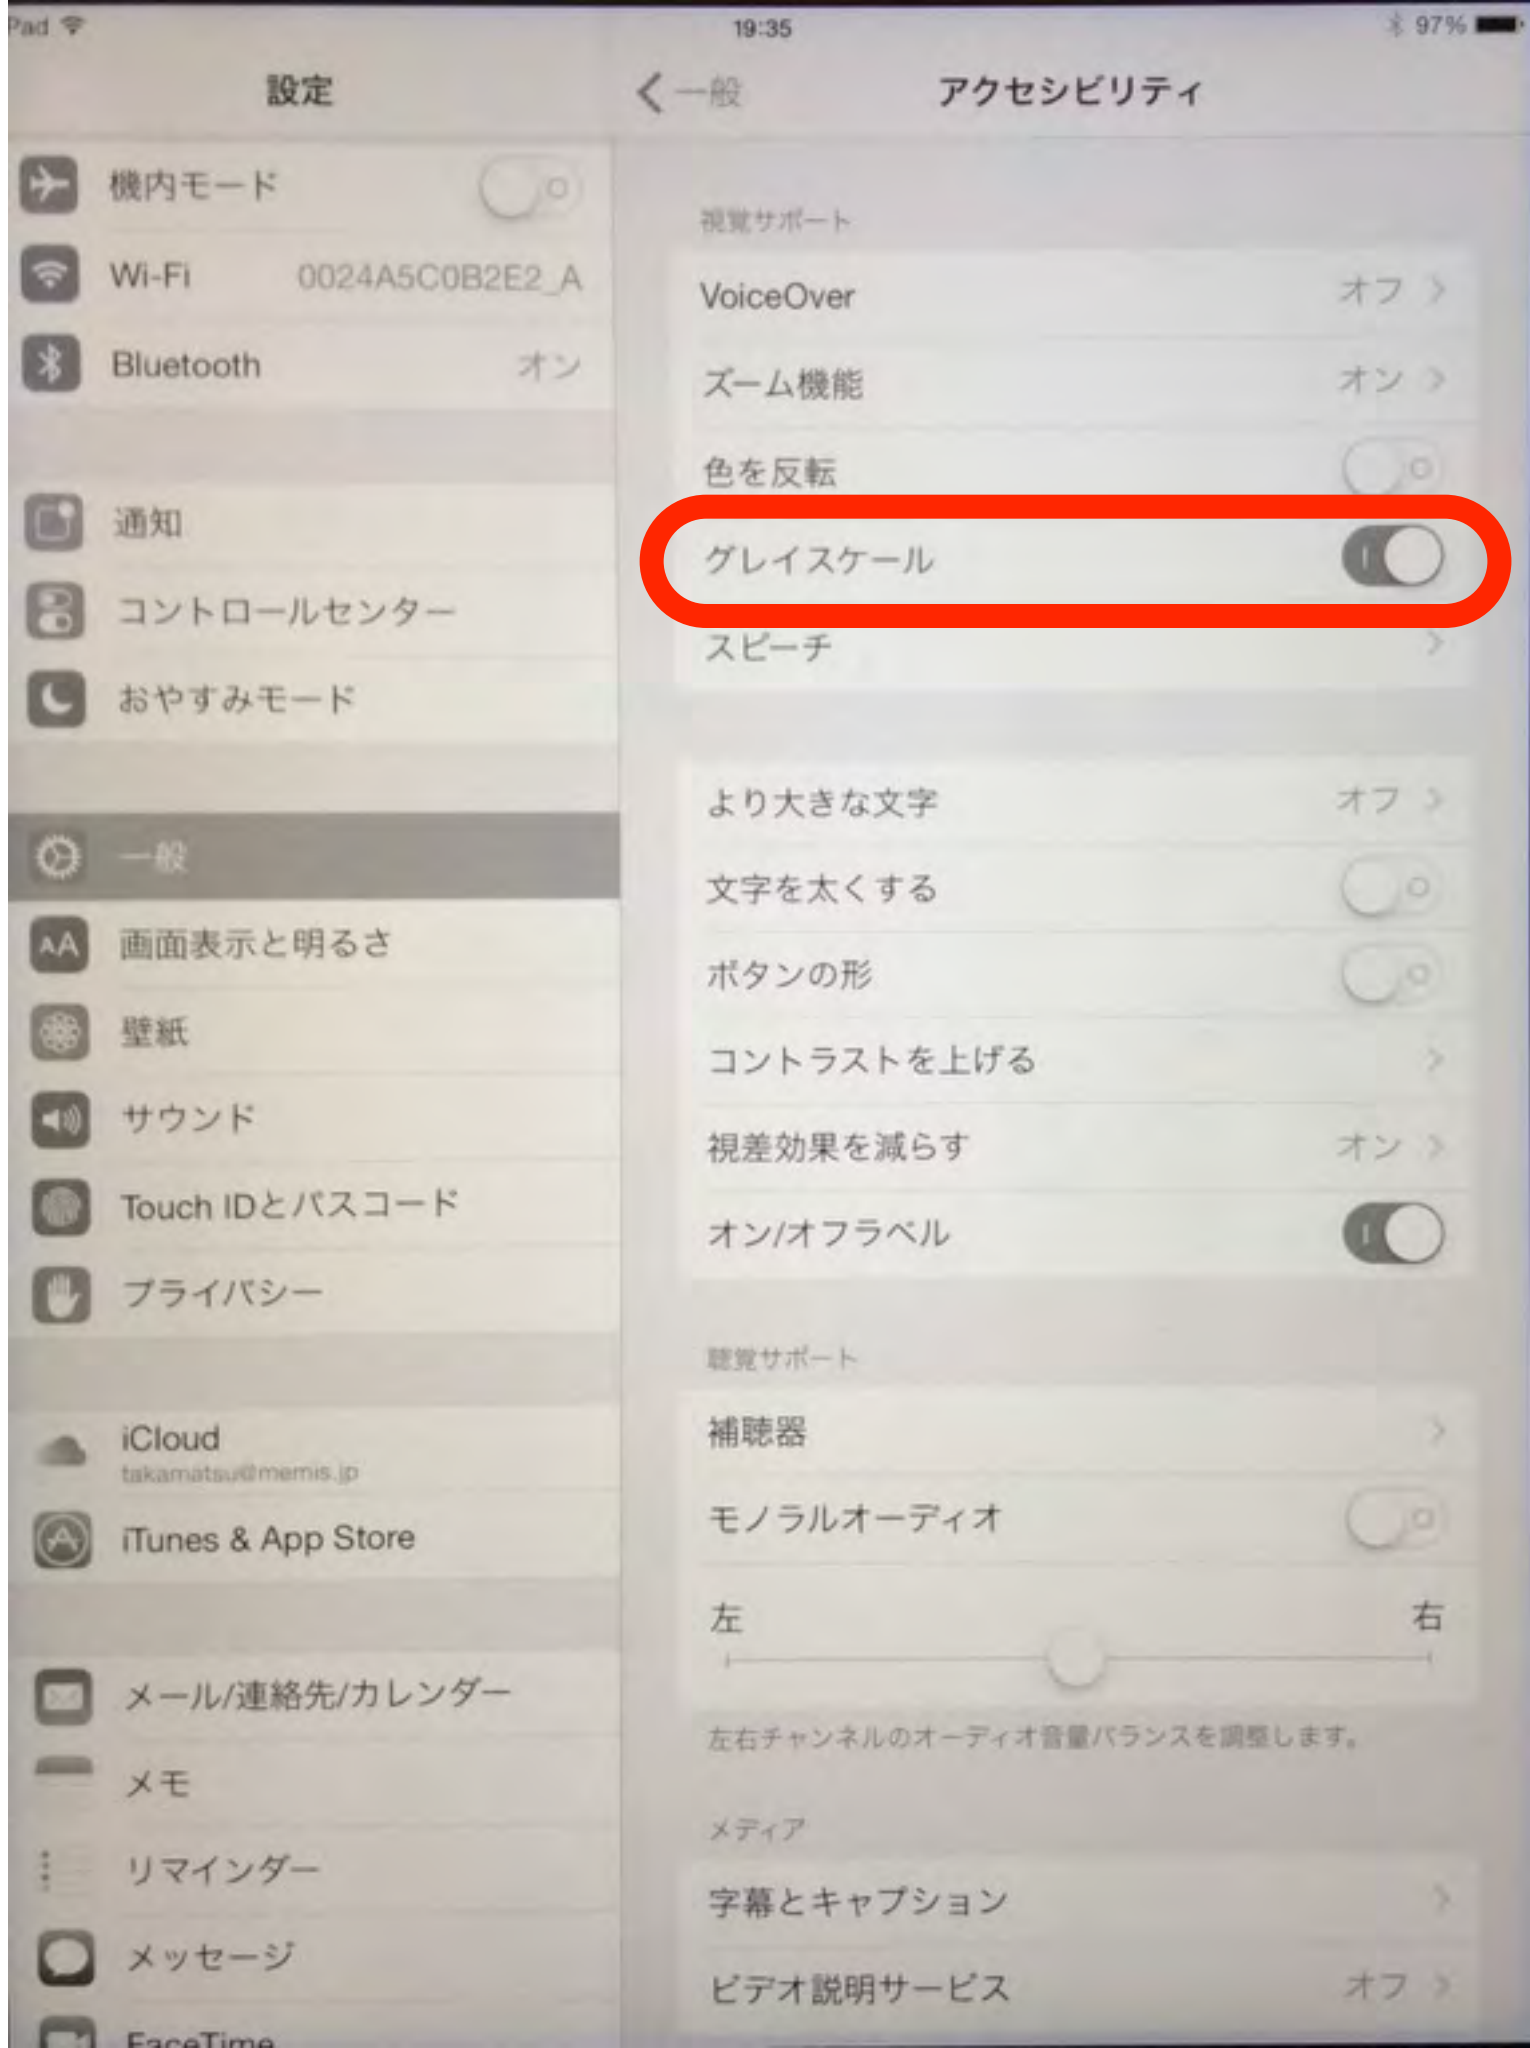 Pad
19:35
97%
設定
一般
アクセシビリティ
機内モード
Wi-Fi 0024A5C0B2E2_A
Bluetooth オン
通知
コントロールセンター
おやすみモード
一般
画面表示と明るさ
壁紙
サウンド
Touch IDとパスコード
プライバシー
iCloud
takamatsu@memis.jp
iTunes & App Store
メール/連絡先/カレンダー
メモ
リマインダー
メッセージ
FaceTime
視覚サポート
VoiceOver オフ
ズーム機能 オン
色を反転
グレイスケール
スピーチ
より大きな文字 オフ
文字を太くする
ボタンの形
コントラストを上げる
視差効果を減らす オン
オン/オフラベル
聴覚サポート
補聴器
モノラルオーディオ
左 右
左右チャンネルのオーディオ音量バランスを調整します。
メディア
字幕とキャプション
ビデオ説明サービス オフ